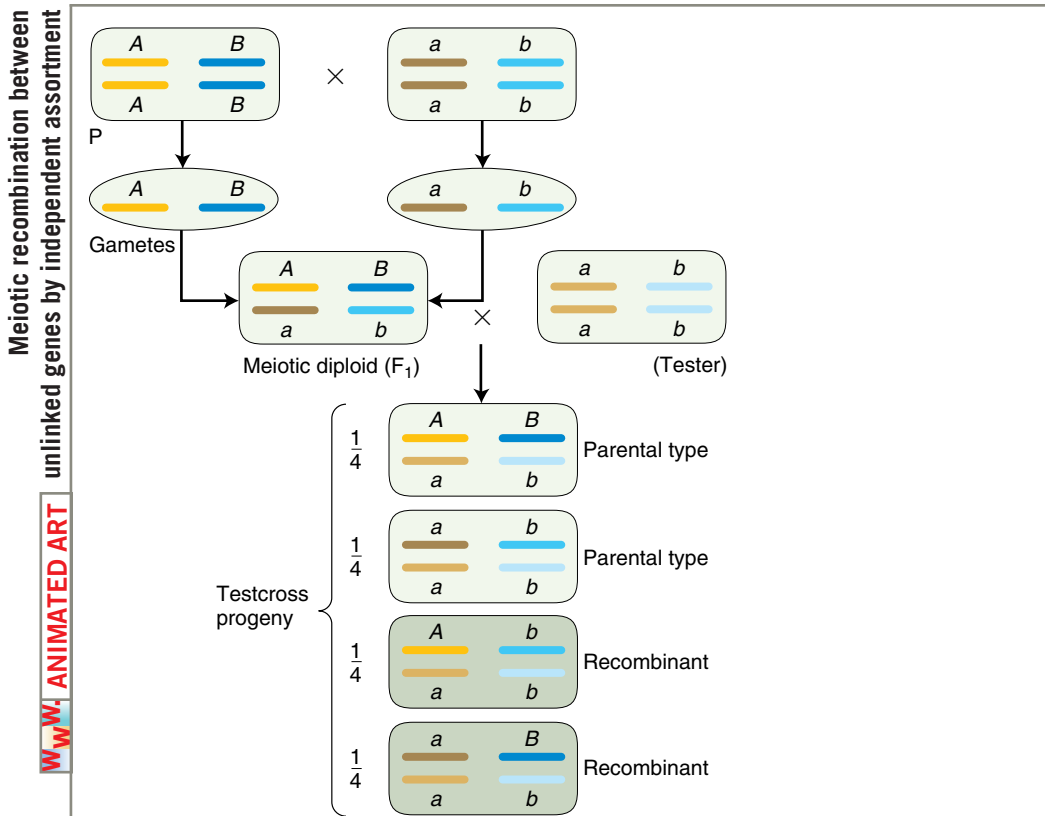 Meiotic recombination between
unlinked genes by independent assortment
WWW. ANIMATED ART
A B
A B
P
×
a b
a b
A B
Gametes
a b
A B
a b
Meiotic diploid (F₁)
×
a b
a b
(Tester)
Testcross
progeny
1/4
A B
a b
Parental type
1/4
a b
a b
Parental type
1/4
A b
a b
Recombinant
1/4
a B
a b
Recombinant